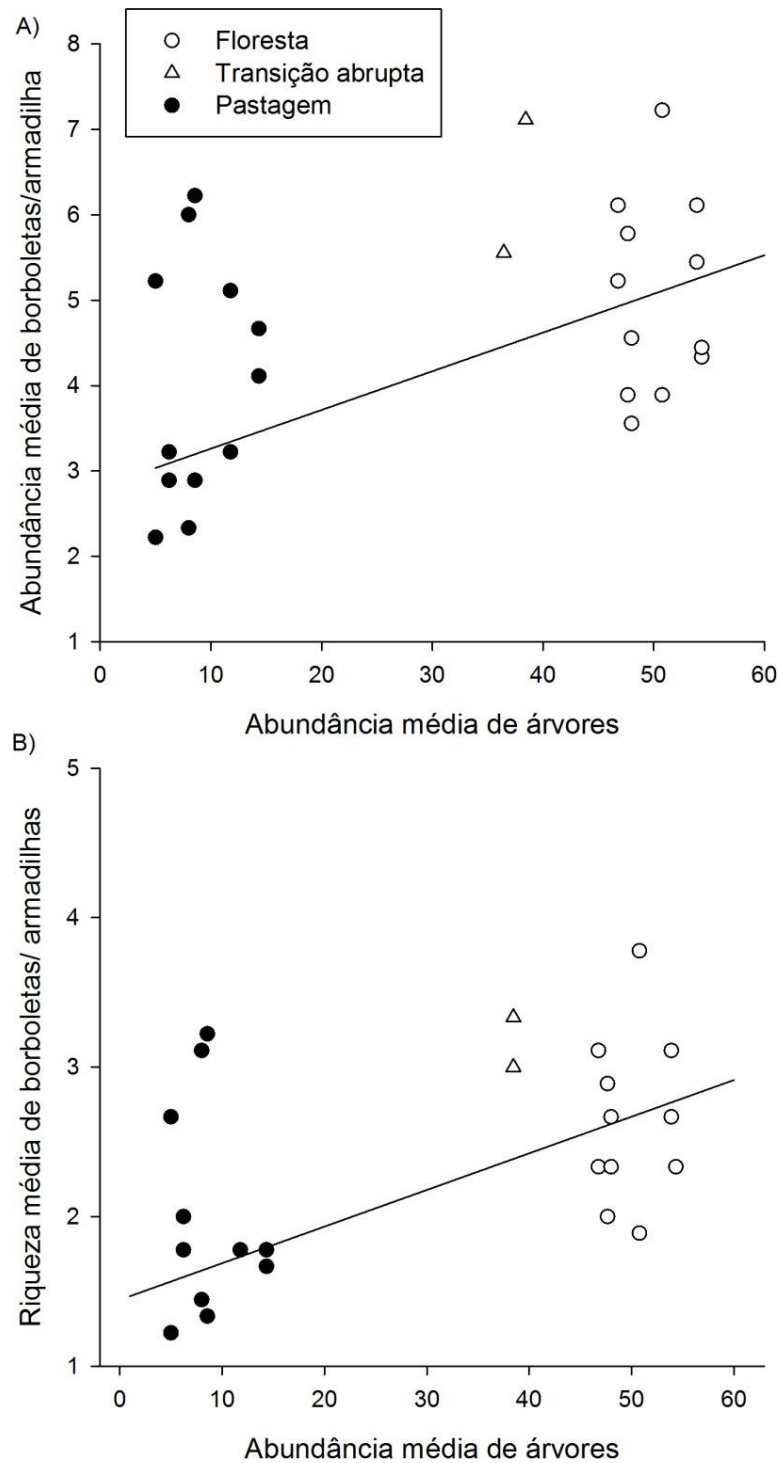 A)
Floresta
Transição abrupta
Pastagem
Abundância média de borboletas/armadilha
8
7
6
5
4
3
2
1
0 10 20 30 40 50 60
Abundância média de árvores
B)
Riqueza média de borboletas/ armadilhas
5
4
3
2
1
0 10 20 30 40 50 60
Abundância média de árvores